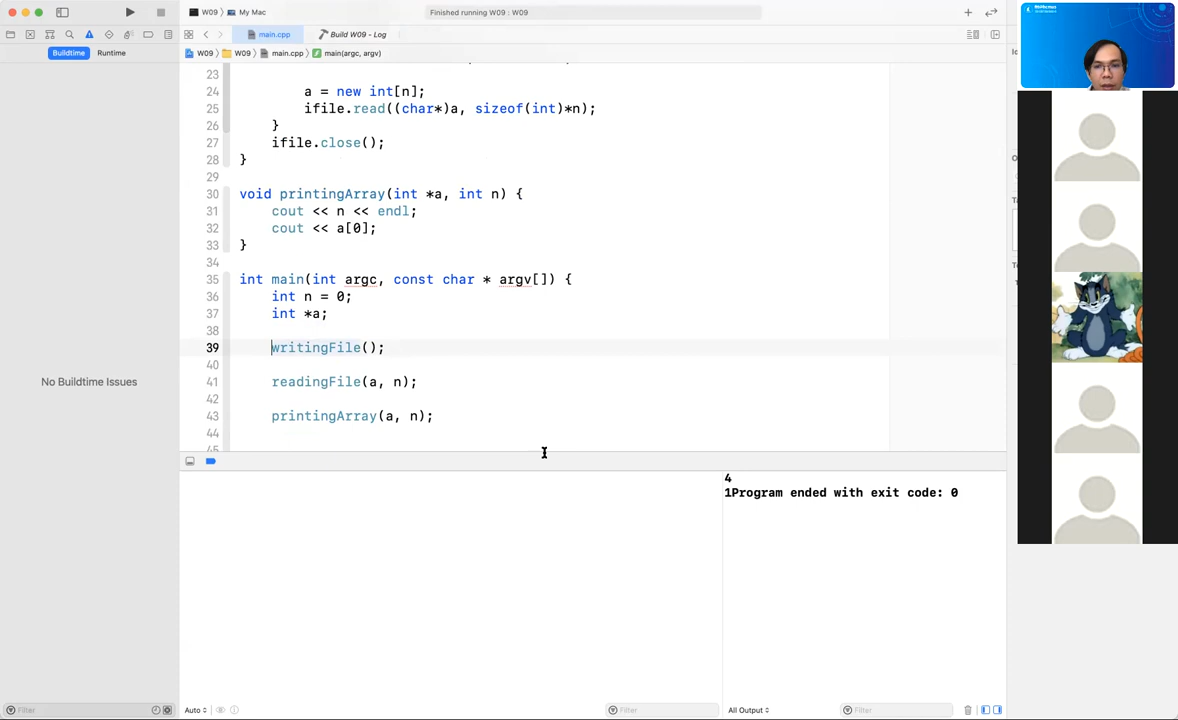 W09 › My Mac
Finished running W09 : W09
main.cpp
Build W09 - Log
Buildtime
Runtime
W09 › W09 › main.cpp › main(argc, argv)
23
24 a = new int[n];
25 ifile.read((char*)a, sizeof(int)*n);
26 }
27 ifile.close();
28 }
29
30 void printingArray(int *a, int n) {
31 cout << n << endl;
32 cout << a[0];
33 }
34
35 int main(int argc, const char * argv[]) {
36 int n = 0;
37 int *a;
38
39 writingFile();
40
41 readingFile(a, n);
42
43 printingArray(a, n);
44
45
No Buildtime Issues
4
1Program ended with exit code: 0
Filter
Auto
Filter
All Output
Filter